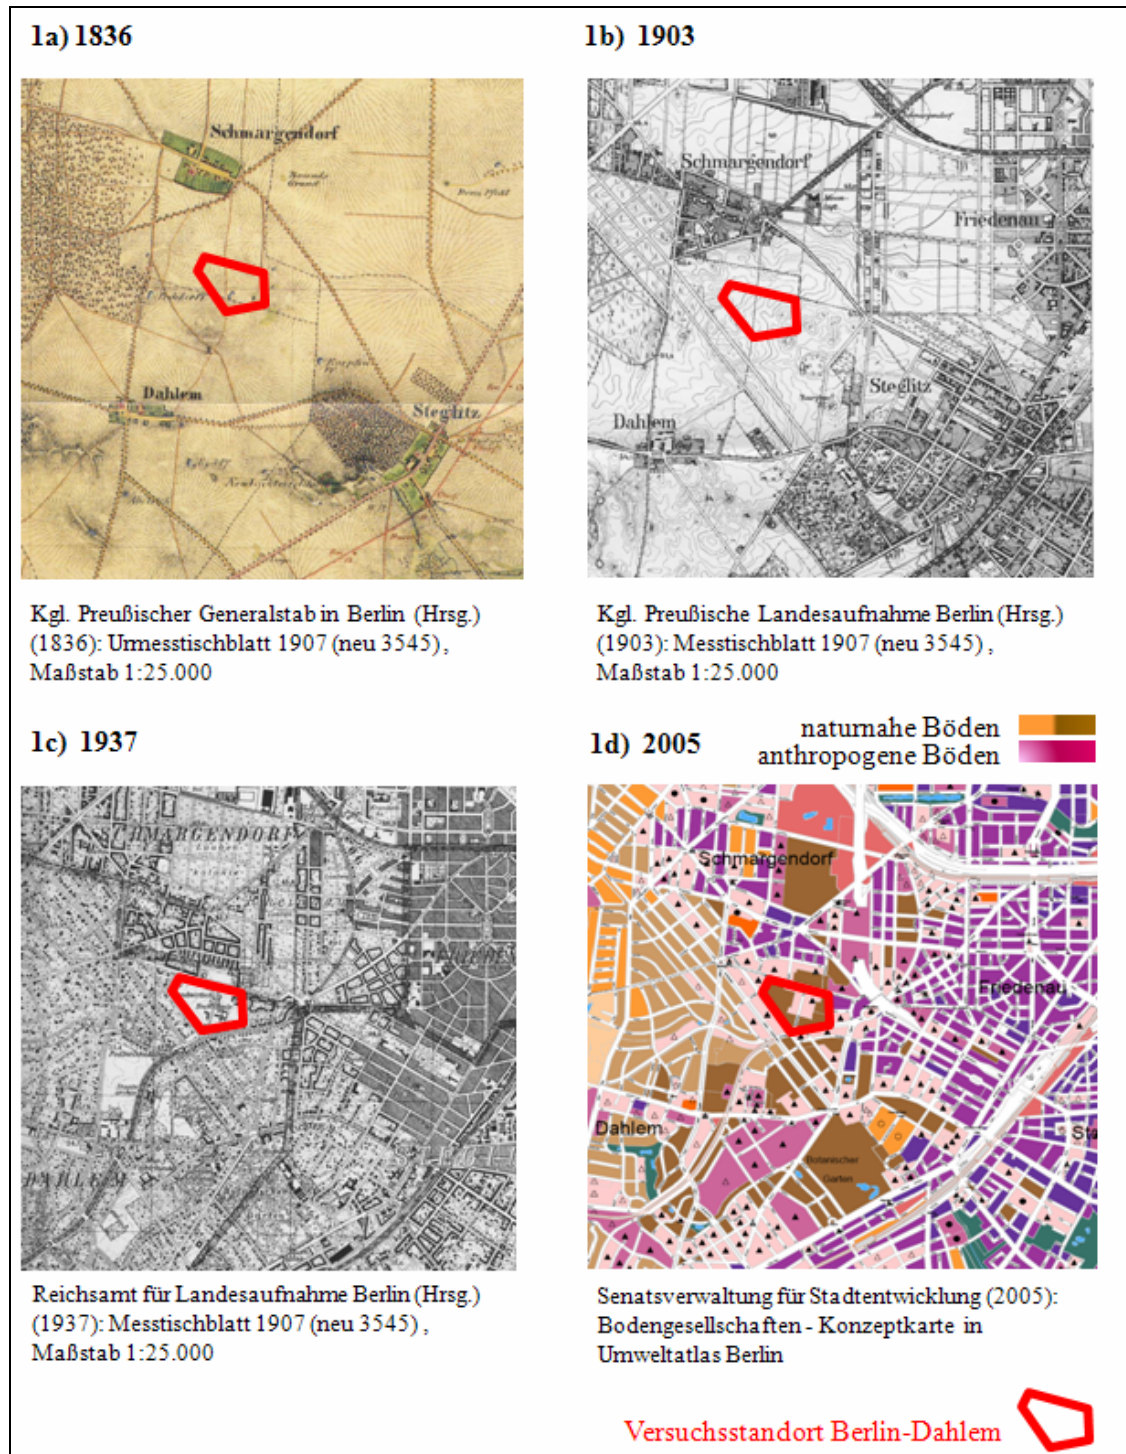 1a) 1836
Schmargendorf
Dahlem
Steglitz
Kgl. Preußischer Generalstab in Berlin (Hrsg.)
(1836): Urmesstischblatt 1907 (neu 3545) ,
Maßstab 1:25.000
1b) 1903
Schmargendorf
Friedenau
Steglitz
Dahlem
Kgl. Preußische Landesaufnahme Berlin (Hrsg.)
(1903): Messtischblatt 1907 (neu 3545) ,
Maßstab 1:25.000
1c) 1937
SCHMARGENDORF
DAHLEM
Reichsamt für Landesaufnahme Berlin (Hrsg.)
(1937): Messtischblatt 1907 (neu 3545) ,
Maßstab 1:25.000
1d) 2005
naturnahe Böden
anthropogene Böden
Schmargendorf
Friedenau
Dahlem
Botanischer
Garten
Senatsverwaltung für Stadtentwicklung (2005):
Bodengesellschaften - Konzeptkarte in
Umweltatlas Berlin
Versuchsstandort Berlin-Dahlem